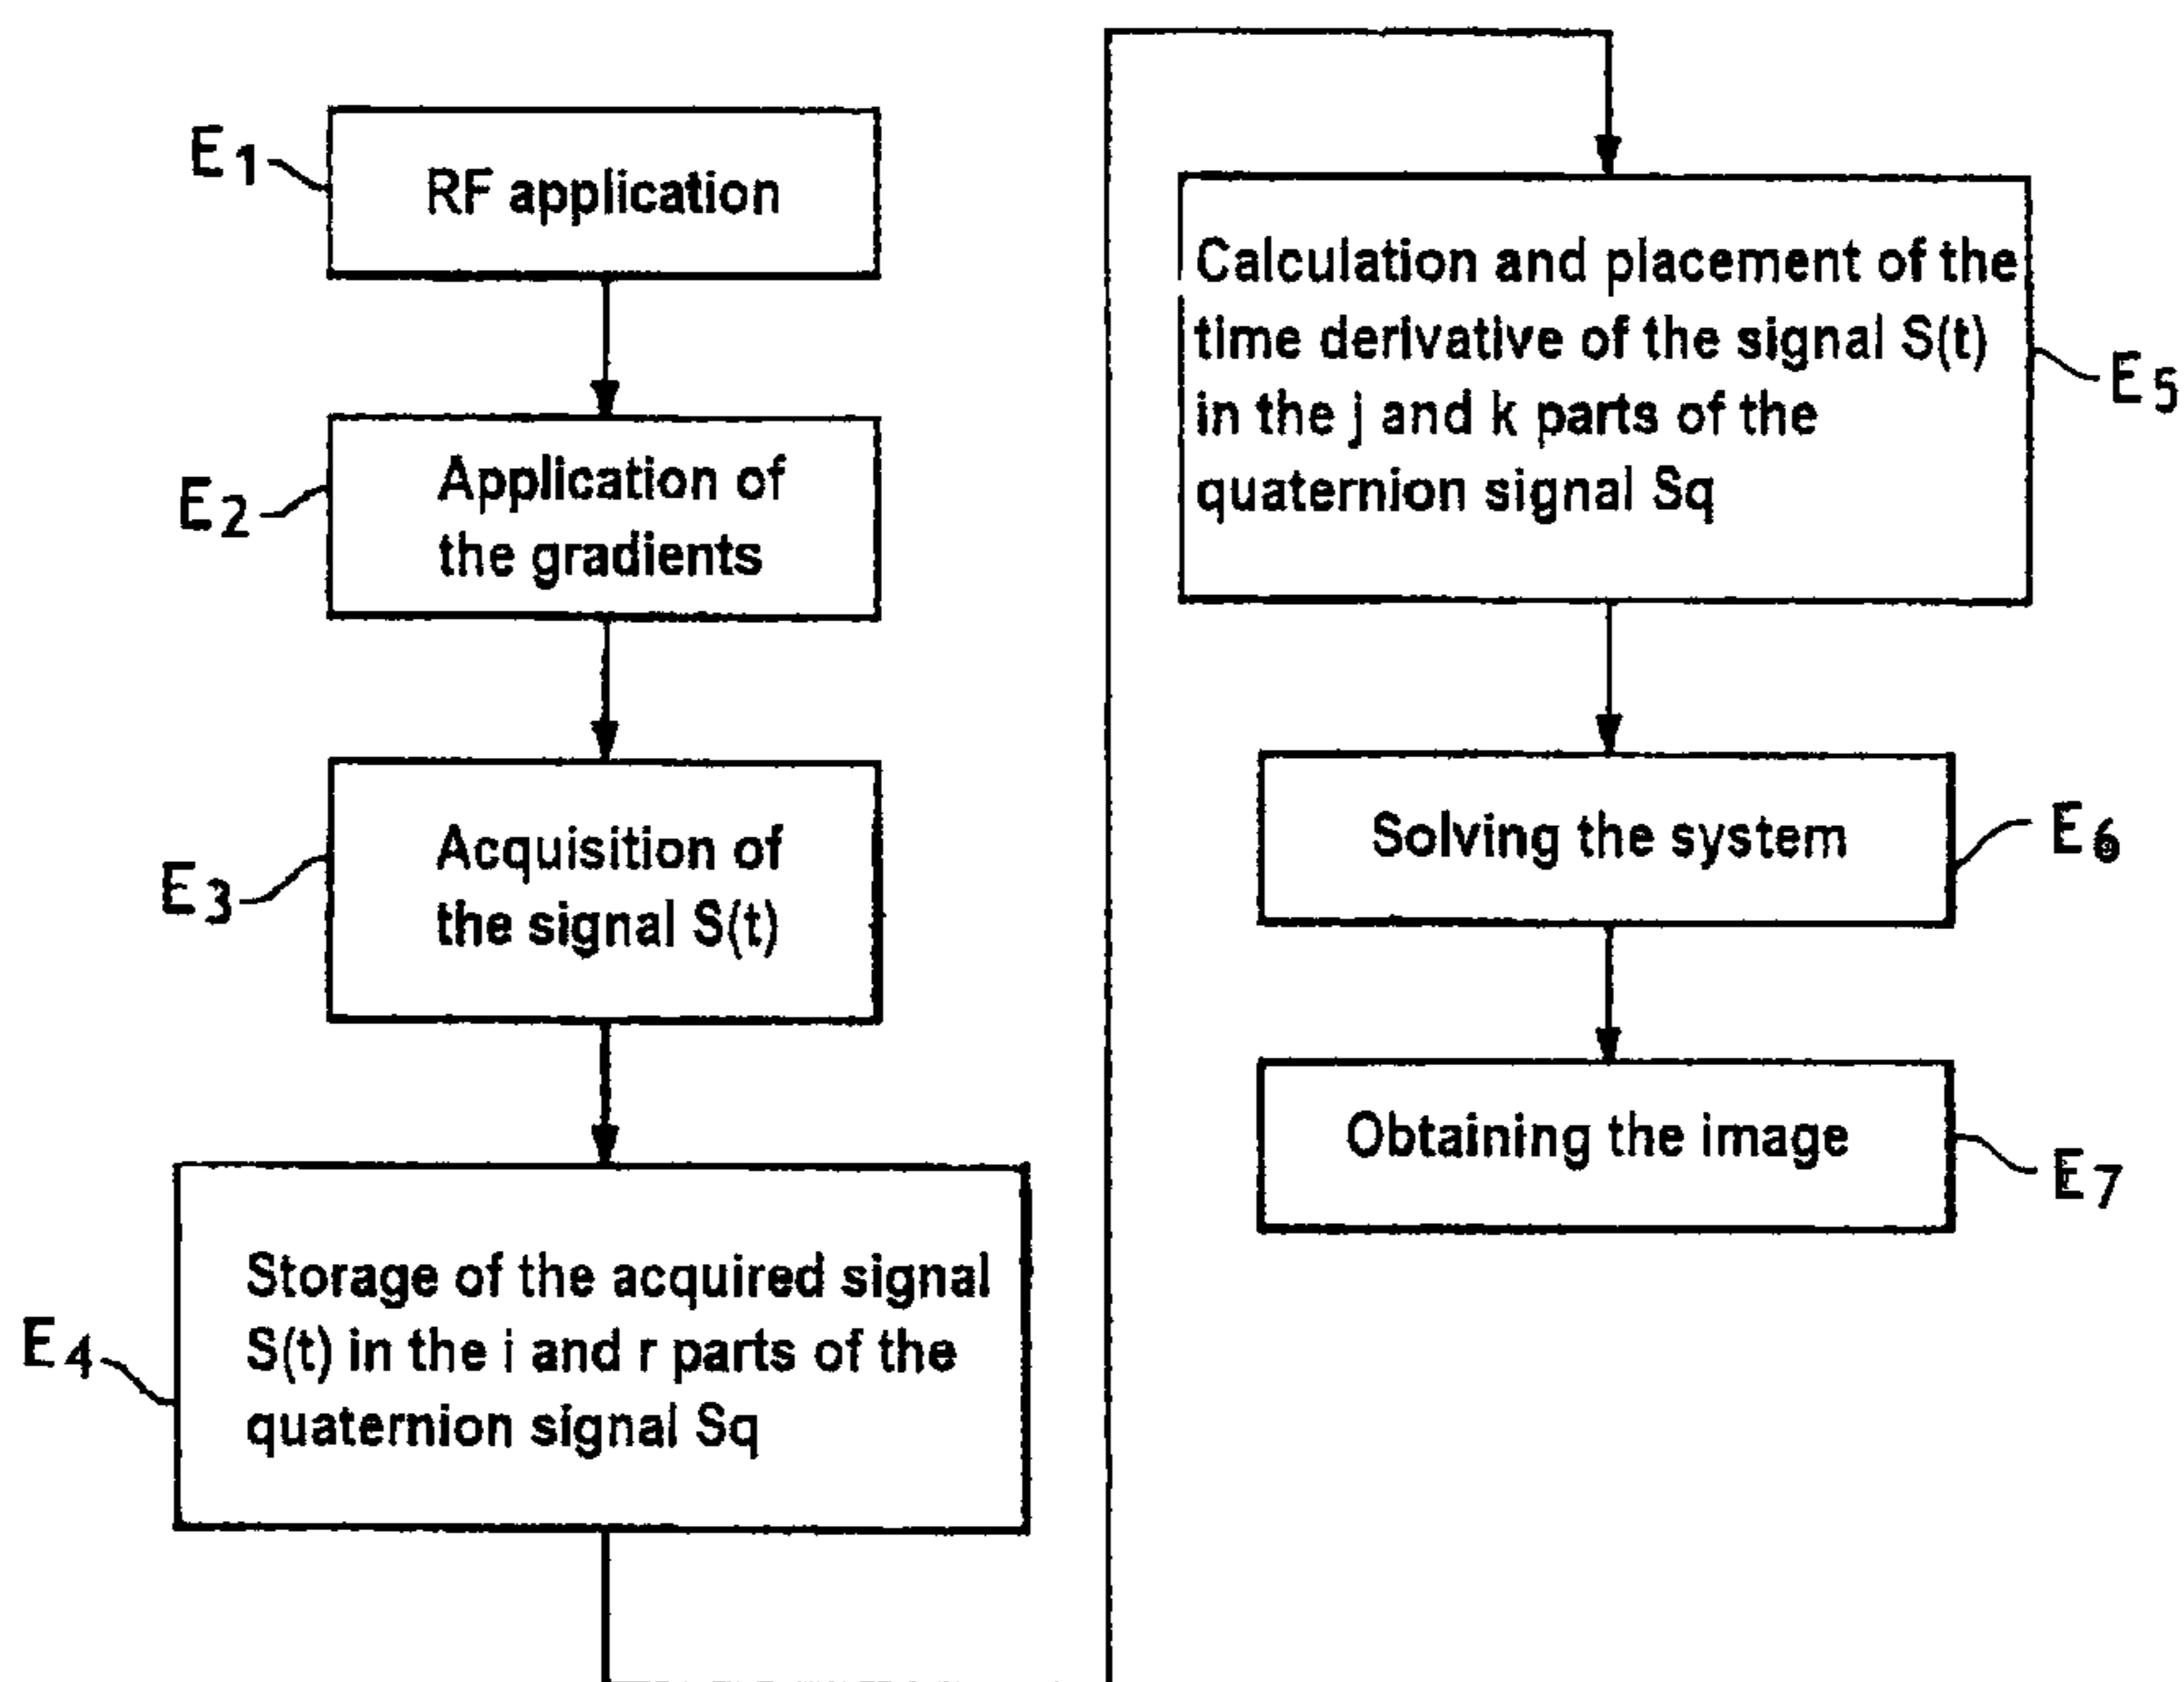 E1
RF application
E2
Application of
the gradients
E3
Acquisition of
the signal S(t)
E4
Storage of the acquired signal
S(t) in the i and r parts of the
quaternion signal Sq
Calculation and placement of the
time derivative of the signal S(t)
in the j and k parts of the
quaternion signal Sq
E5
Solving the system
E6
Obtaining the image
E7